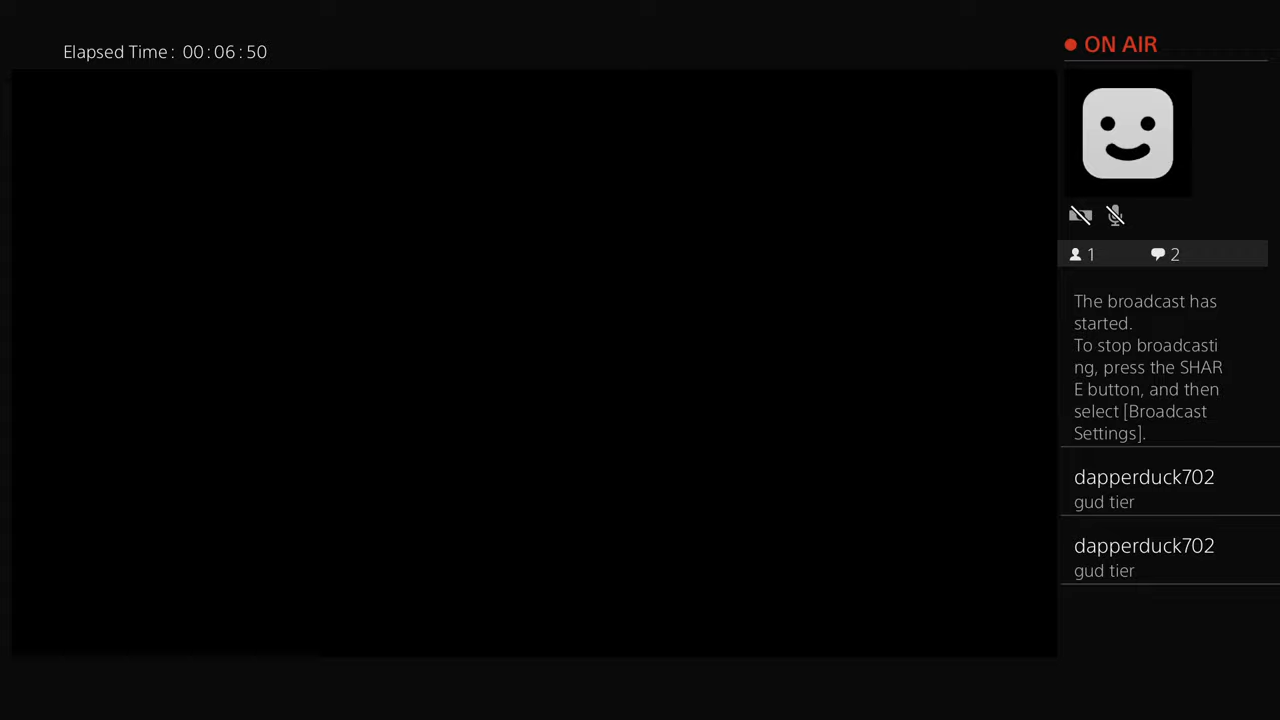 Elapsed Time: 00:06:50
ON AIR
1 2
The broadcast has
started.
To stop broadcasti
ng, press the SHAR
E button, and then
select [Broadcast
Settings].
dapperduck702
gud tier
dapperduck702
gud tier